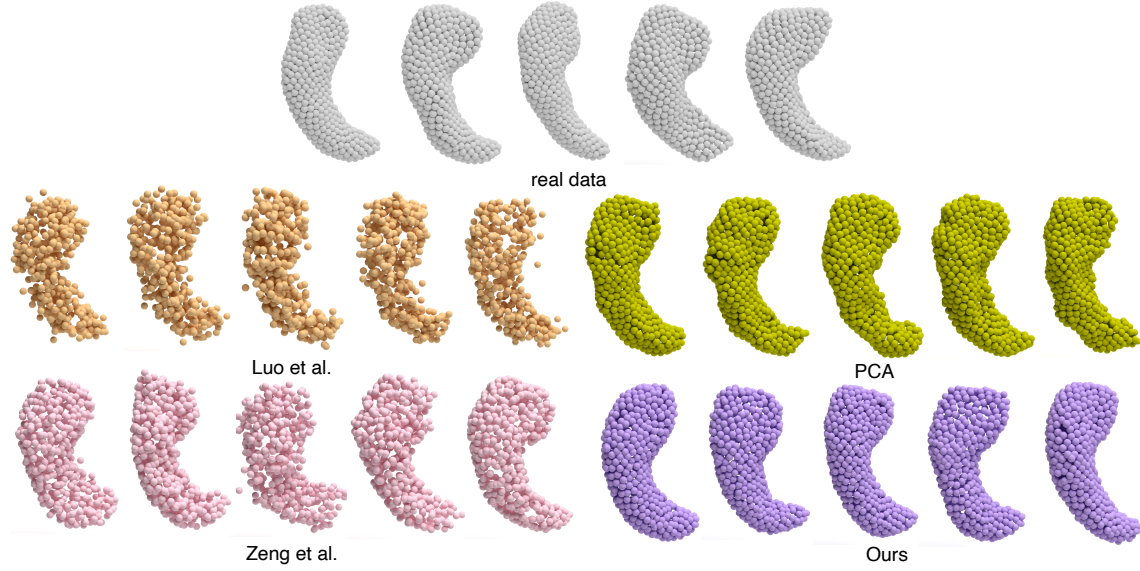 real data
Luo et al.
PCA
Zeng et al.
Ours